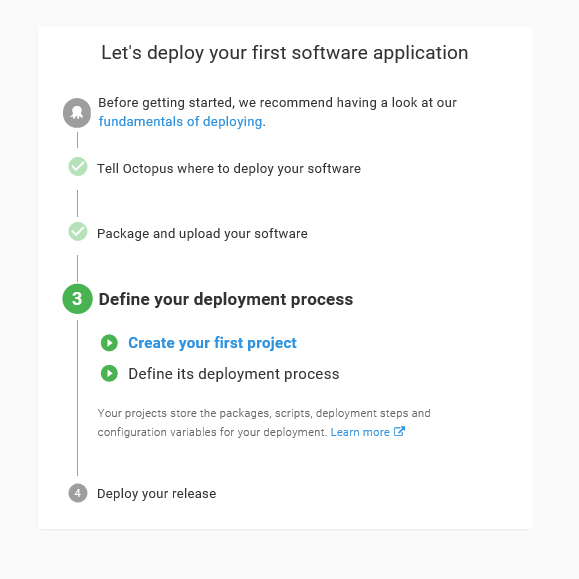 Let's deploy your first software application
Before getting started, we recommend having a look at our
fundamentals of deploying.
Tell Octopus where to deploy your software
Package and upload your software
3 Define your deployment process
Create your first project
Define its deployment process
Your projects store the packages, scripts, deployment steps and
configuration variables for your deployment. Learn more
4 Deploy your release